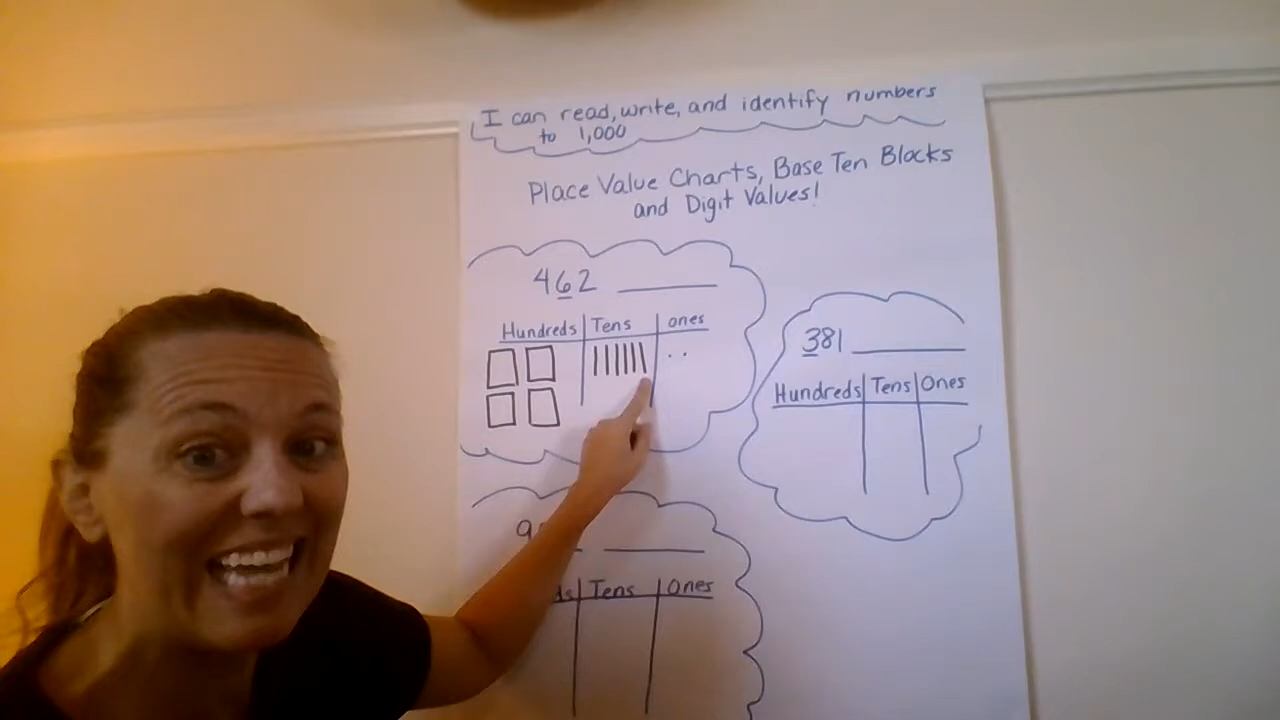 I can read, write, and identify numbers
to 1,000
Place Value Charts, Base Ten Blocks
and Digit Values!
462
Hundreds Tens ones
381
Hundreds Tens Ones
Tens Ones